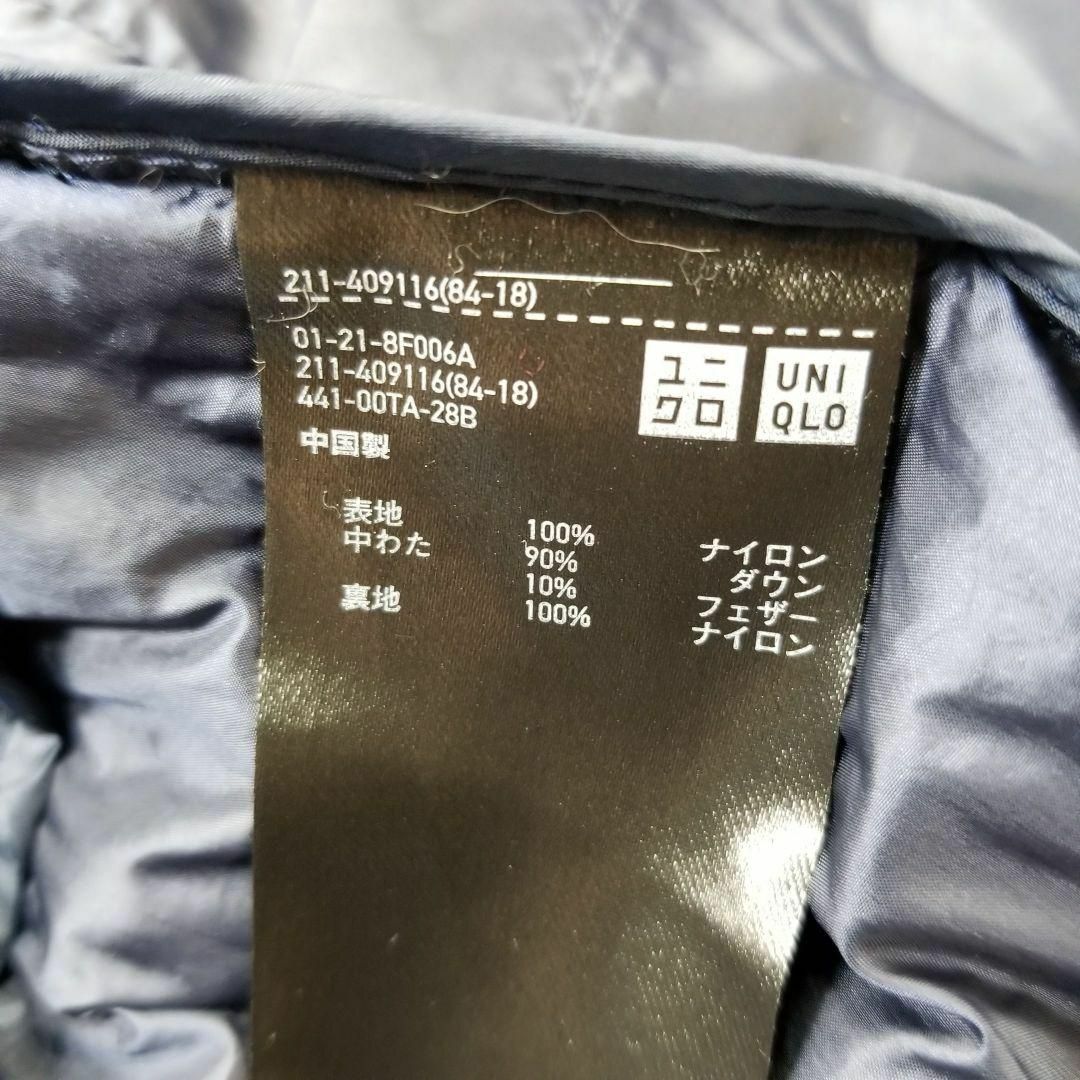 211-409116(84-18)
01-21-8F006A
211-409116(84-18)
441-00TA-28B
中国製
ユニ
クロ
UNI
QLO
表地 100% ナイロン
中わた 90% ダウン
10% フェザー
裏地 100% ナイロン